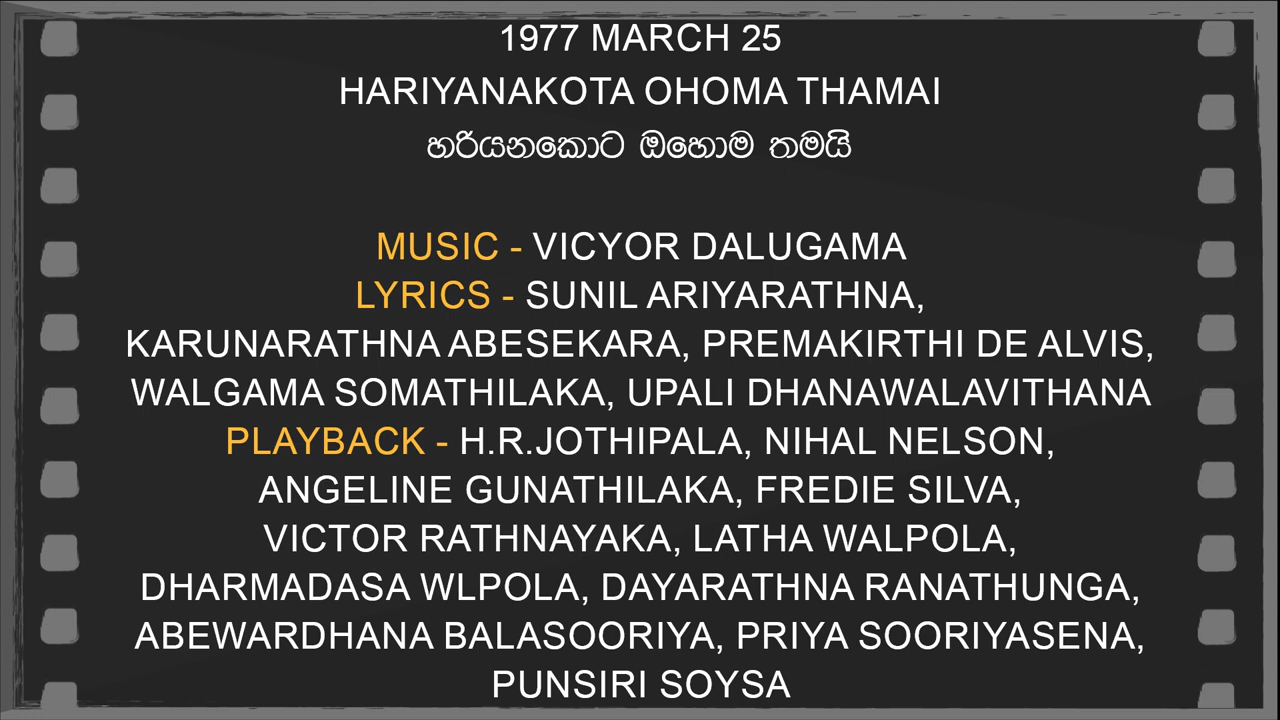 1977 MARCH 25
HARIYANAKOTA OHOMA THAMAI
හරියනකොට ඔහොම තමයි
MUSIC - VICYOR DALUGAMA
LYRICS - SUNIL ARIYARATHNA,
KARUNARATHNA ABESEKARA, PREMAKIRTHI DE ALVIS,
WALGAMA SOMATHILAKA, UPALI DHANAWALAVITHANA
PLAYBACK - H.R.JOTHIPALA, NIHAL NELSON,
ANGELINE GUNATHILAKA, FREDIE SILVA,
VICTOR RATHNAYAKA, LATHA WALPOLA,
DHARMADASA WLPOLA, DAYARATHNA RANATHUNGA,
ABEWARDHANA BALASOORIYA, PRIYA SOORIYASENA,
PUNSIRI SOYSA